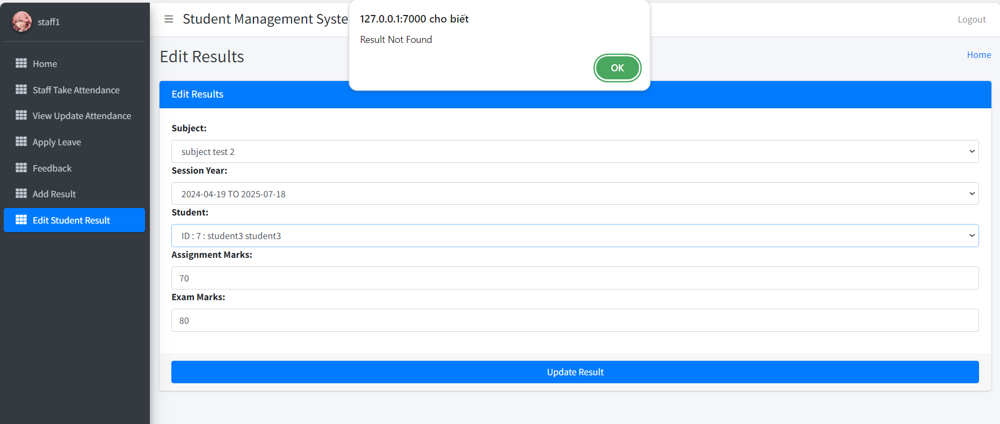 staff1
Home
Staff Take Attendance
View Update Attendance
Apply Leave
Feedback
Add Result
Edit Student Result
Student Management Syste
Logout
127.0.0.1:7000 cho biết
Result Not Found
OK
Edit Results
Home
Edit Results
Subject:
subject test 2
Session Year:
2024-04-19 TO 2025-07-18
Student:
ID : 7 : student3 student3
Assignment Marks:
70
Exam Marks:
80
Update Result